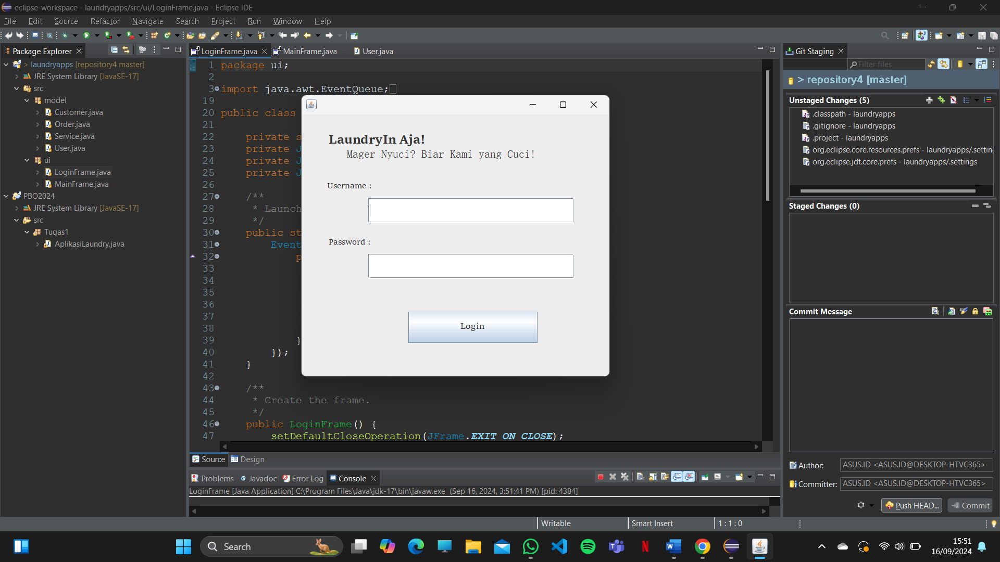 eclipse-workspace - laundryapps/src/ui/LoginFrame.java - Eclipse IDE
File Edit Source Refactor Navigate Search Project Run Window Help
Package Explorer
> laundryapps [repository4 master]
JRE System Library [JavaSE-17]
src
model
Customer.java
Order.java
Service.java
User.java
ui
LoginFrame.java
MainFrame.java
PBO2024
JRE System Library [JavaSE-17]
src
Tugas1
AplikasiLaundry.java
LoginFrame.java MainFrame.java User.java
1 package ui;
2
3 import java.awt.EventQueue;
19
20 public class
21
22 private s
23 private J
24 private J
25 private J
26
27 /**
28 * Launch
29 */
30 public st
31 Event
32 p
33
34
35
36
37
38
39 }
40 });
41 }
42
43 /**
44 * Create the frame.
45 */
46 public LoginFrame() {
47 setDefaultCloseOperation(JFrame.EXIT_ON_CLOSE);
LaundryIn Aja!
Mager Nyuci? Biar Kami yang Cuci!
Username :
Password :
Login
Source Design
Problems Javadoc Error Log Console
LoginFrame [Java Application] C:\Program Files\Java\jdk-17\bin\javaw.exe (Sep 16, 2024, 3:51:41 PM) [pid: 4384]
Git Staging
Filter files
> repository4 [master]
Unstaged Changes (5)
.classpath - laundryapps
.gitignore - laundryapps
.project - laundryapps
org.eclipse.core.resources.prefs - laundryapps/.settin
org.eclipse.jdt.core.prefs - laundryapps/.settings
Staged Changes (0)
Commit Message
Author: ASUS.ID <ASUS.ID@DESKTOP-HTVC365>
Committer: ASUS.ID <ASUS.ID@DESKTOP-HTVC365>
Push HEAD... Commit
Writable Smart Insert 1 : 1 : 0
Search
15:51
16/09/2024